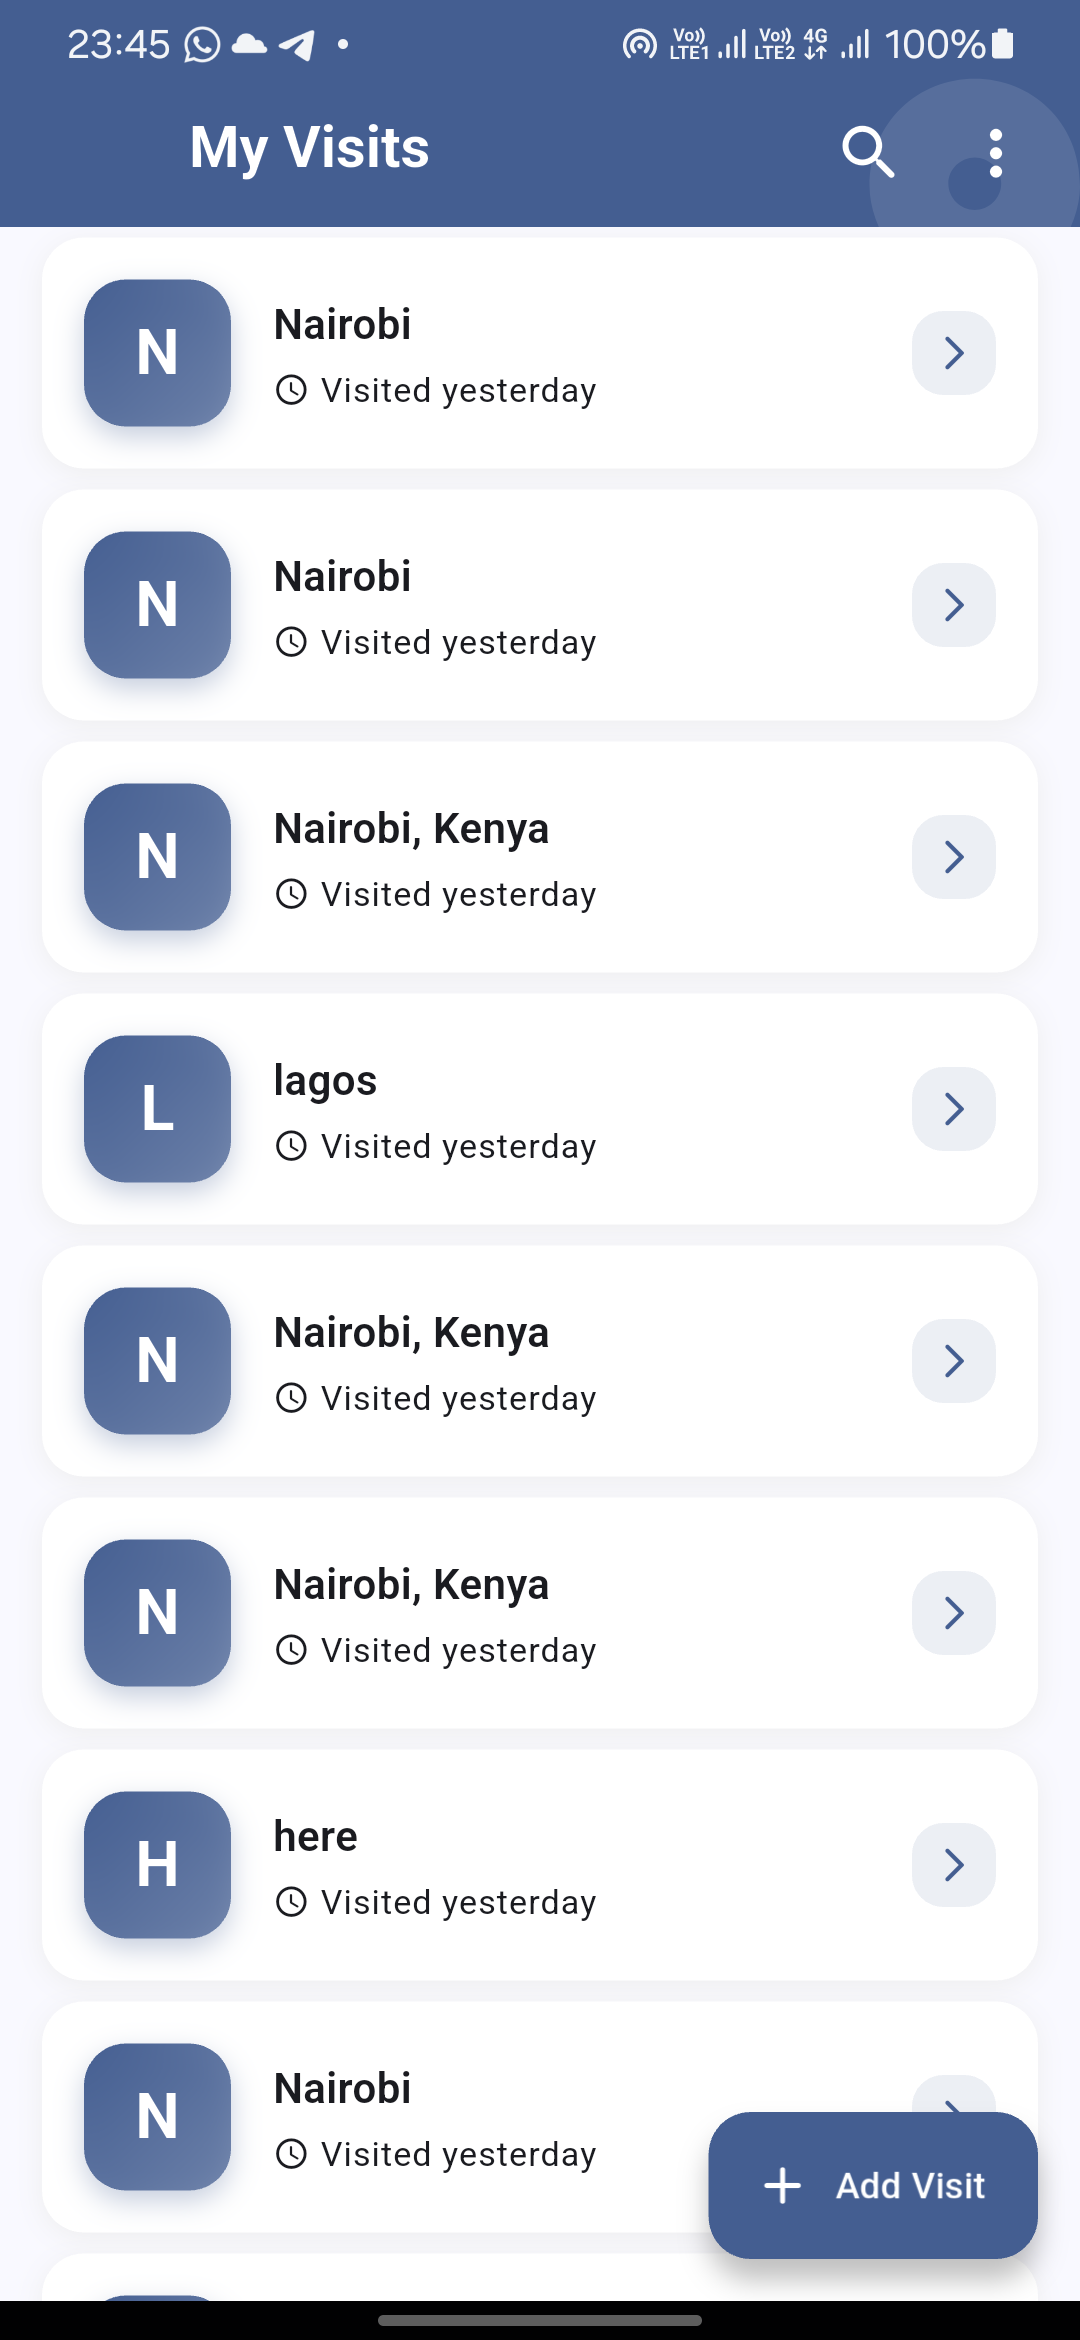 23:45 Vo)) LTE1 Vo)) LTE2 4G 100%
My Visits
N
Nairobi
Visited yesterday
N
Nairobi
Visited yesterday
N
Nairobi, Kenya
Visited yesterday
L
lagos
Visited yesterday
N
Nairobi, Kenya
Visited yesterday
N
Nairobi, Kenya
Visited yesterday
H
here
Visited yesterday
N
Nairobi
Visited yesterday
Add Visit